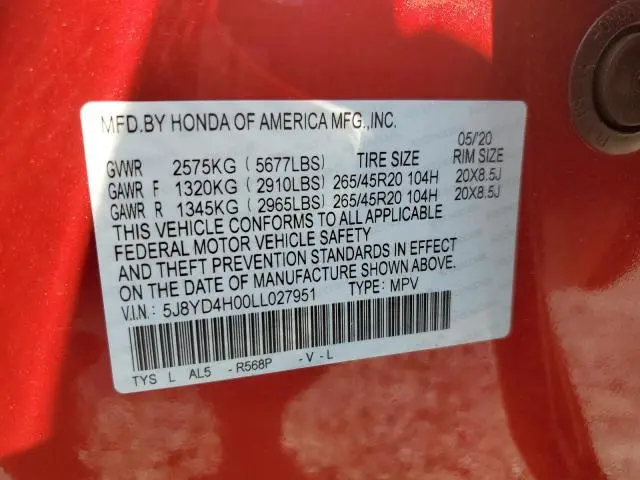 MFD.BY HONDA OF AMERICA MFG.,INC.
05/'20
GVWR 2575KG ( 5677LBS) TIRE SIZE RIM SIZE
GAWR F 1320KG ( 2910LBS) 265/45R20 104H 20X8.5J
GAWR R 1345KG ( 2965LBS) 265/45R20 104H 20X8.5J
THIS VEHICLE CONFORMS TO ALL APPLICABLE
FEDERAL MOTOR VEHICLE SAFETY
AND THEFT PREVENTION STANDARDS IN EFFECT
ON THE DATE OF MANUFACTURE SHOWN ABOVE.
V.I.N.: 5J8YD4H00LL027951 TYPE: MPV
TYS L AL5 -R568P -V-L